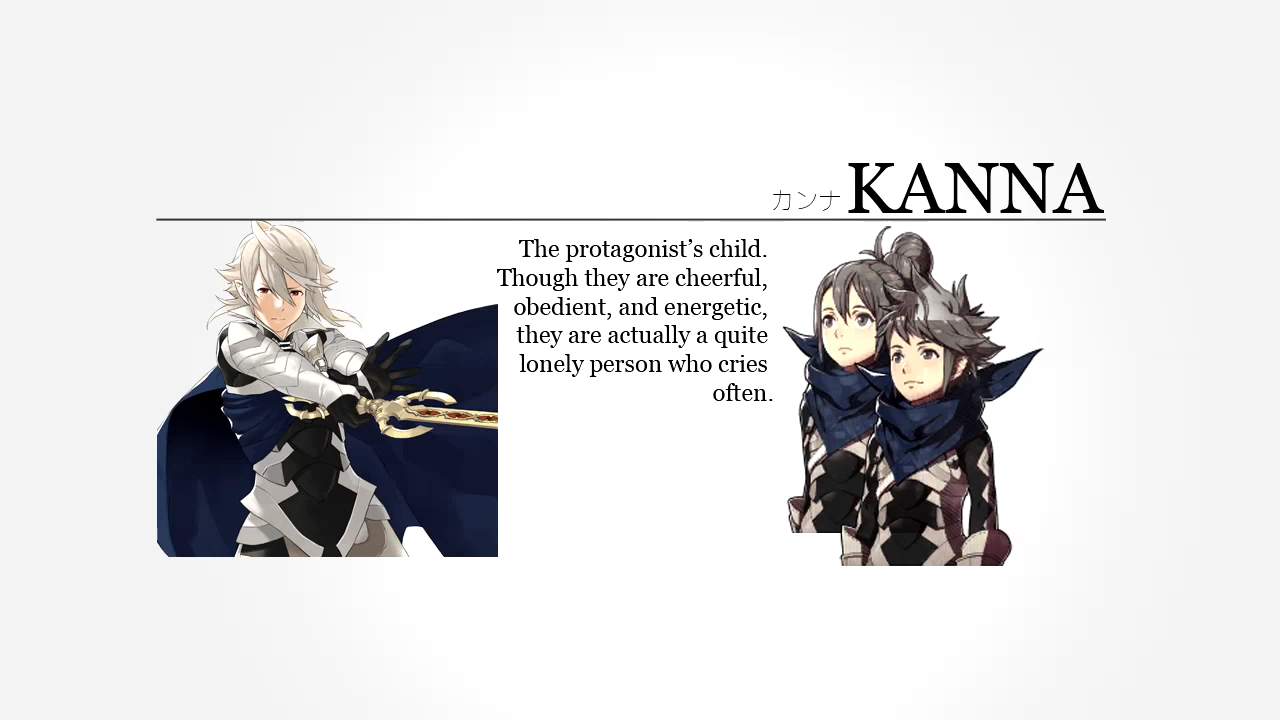 カンナ KANNA
The protagonist’s child.
Though they are cheerful,
obedient, and energetic,
they are actually a quite
lonely person who cries
often.